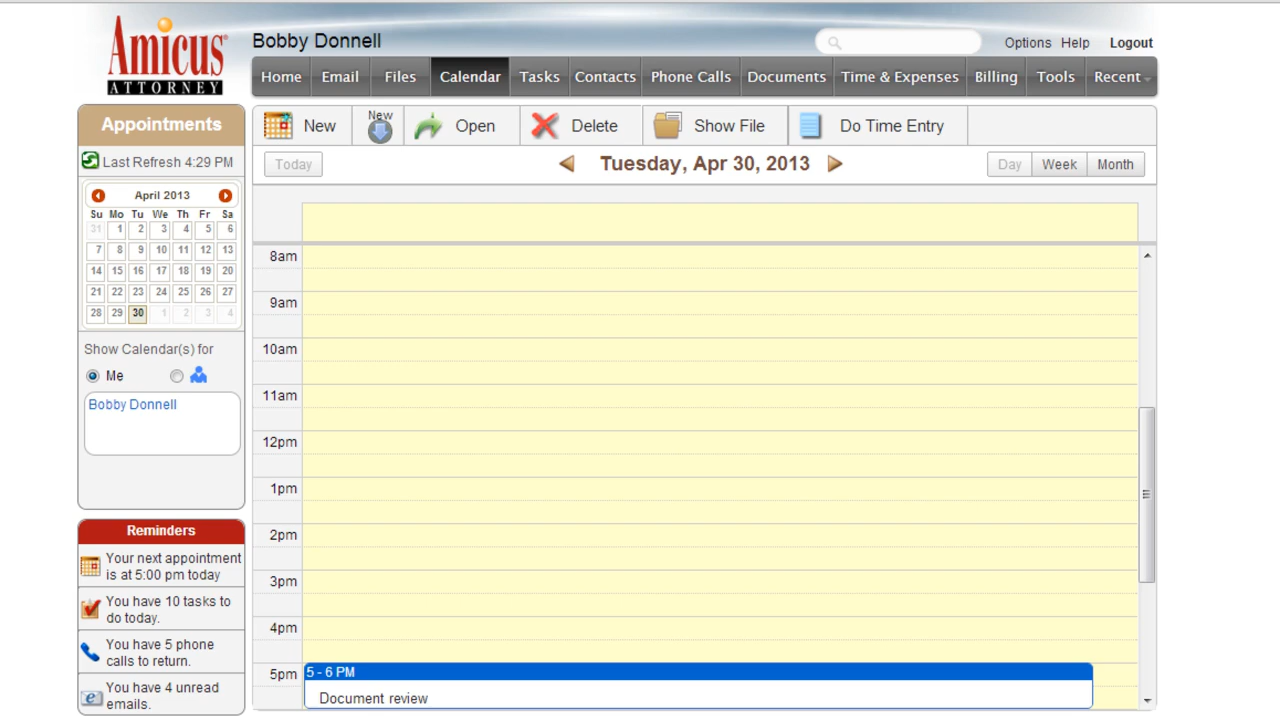 Amicus®
ATTORNEY
Bobby Donnell
Options Help Logout
Home Email Files Calendar Tasks Contacts Phone Calls Documents Time & Expenses Billing Tools Recent
Appointments
Last Refresh 4:29 PM
April 2013
Su Mo Tu We Th Fr Sa
31 1 2 3 4 5 6
7 8 9 10 11 12 13
14 15 16 17 18 19 20
21 22 23 24 25 26 27
28 29 30 1 2 3 4
Show Calendar(s) for
Me
Bobby Donnell
Reminders
Your next appointment
is at 5:00 pm today
You have 10 tasks to
do today.
You have 5 phone
calls to return.
You have 4 unread
emails.
New New Open Delete Show File Do Time Entry
Today Tuesday, Apr 30, 2013 Day Week Month
8am
9am
10am
11am
12pm
1pm
2pm
3pm
4pm
5pm 5 - 6 PM
Document review